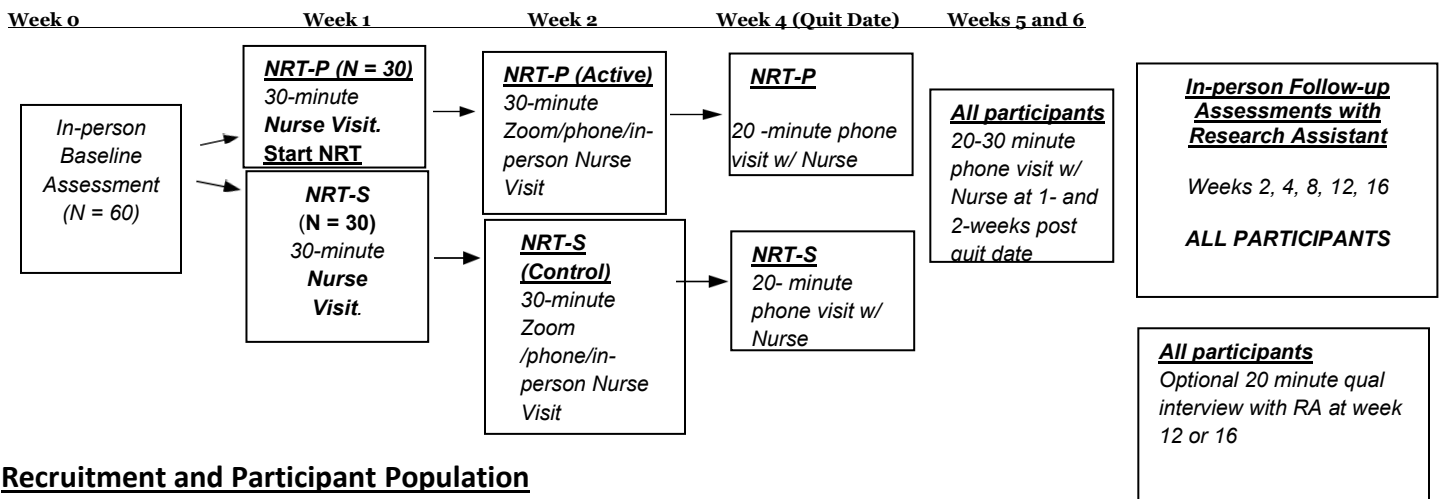 Week 0 Week 1 Week 2 Week 4 (Quit Date) Weeks 5 and 6
In-person
Baseline
Assessment
(N = 60)
NRT-P (N = 30)
30-minute
Nurse Visit.
Start NRT
NRT-S
(N = 30)
30-minute
Nurse
Visit.
NRT-P (Active)
30-minute
Zoom/phone/in-
person Nurse
Visit
NRT-S
(Control)
30-minute
Zoom
/phone/in-
person Nurse
Visit
NRT-P
20 -minute phone
visit w/ Nurse
NRT-S
20- minute
phone visit w/
Nurse
All participants
20-30 minute
phone visit w/
Nurse at 1- and
2-weeks post
quit date
In-person Follow-up
Assessments with
Research Assistant
Weeks 2, 4, 8, 12, 16
ALL PARTICIPANTS
All participants
Optional 20 minute qual
interview with RA at week
12 or 16
Recruitment and Participant Population